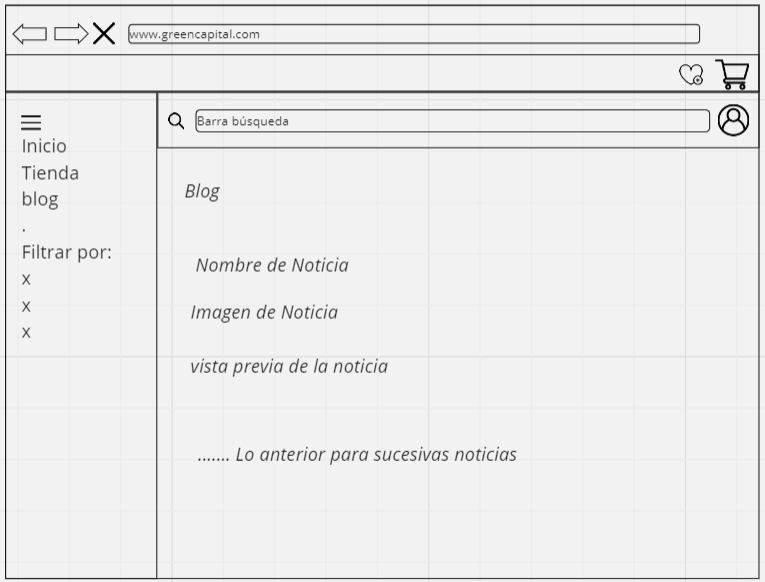 www.greencapital.com
Barra búsqueda
Inicio
Tienda
blog
.
Filtrar por:
x
x
x
Blog
Nombre de Noticia
Imagen de Noticia
vista previa de la noticia
....... Lo anterior para sucesivas noticias